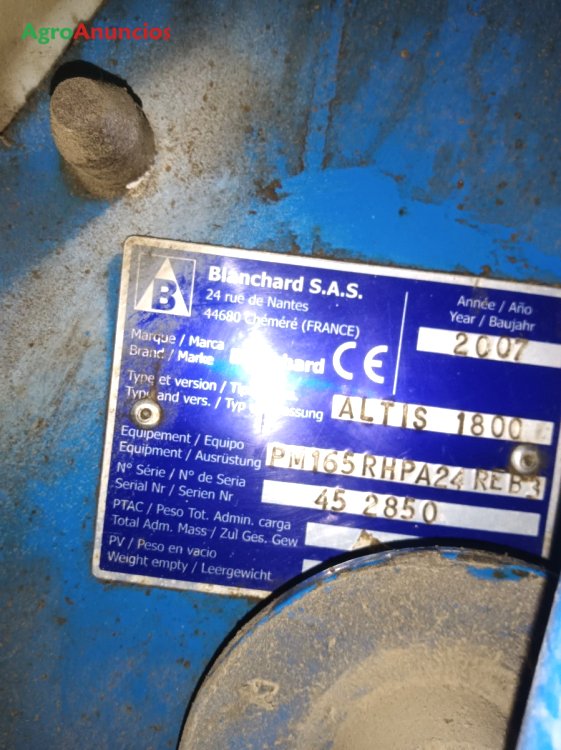 AgroAnuncios
B
Blanchard S.A.S.
24 rue de Nantes
44680 Chéméré (FRANCE)
Année / Año
Year / Baujahr
2007
Marque / Marca
Brand / Marke
CE
Type et version /
Type and vers. /
ALTIS 1800
Equipement / Equipo
Equipment / Ausrüstung
PM165RHPA24REB3
N° Série / N° de Seria
Serial Nr / Serien Nr
45 2850
PTAC / Peso Tot. Admin. carga
Total Adm. Mass / Zul Ges. Gew
PV / Peso en vacio
Weight empty / Leergewicht